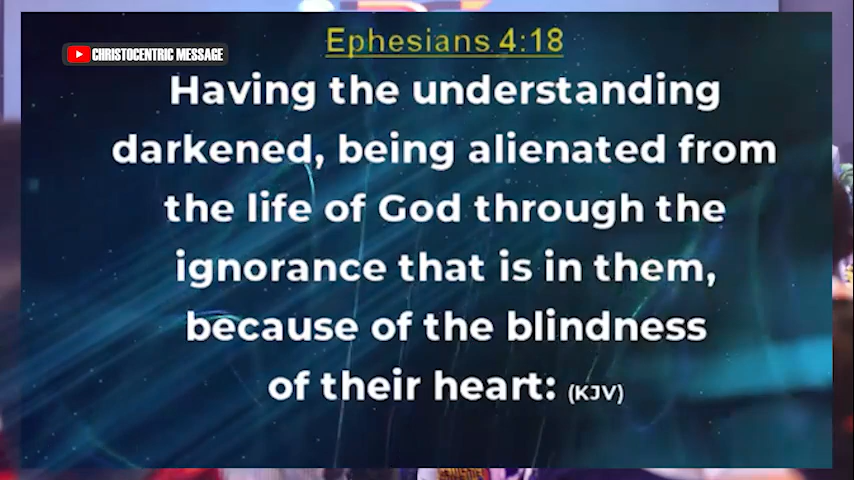 Ephesians 4:18
CHRISTOCENTRIC MESSAGE
Having the understanding
darkened, being alienated from
the life of God through the
ignorance that is in them,
because of the blindness
of their heart: (KJV)